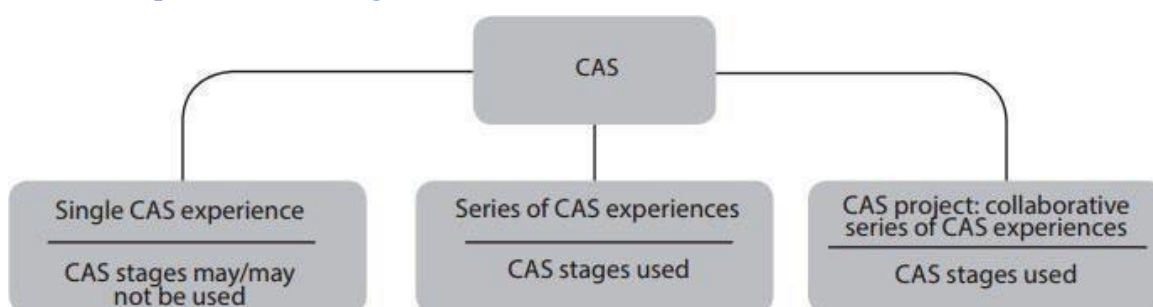 CAS
Single CAS experience
CAS stages may/may
not be used
Series of CAS experiences
CAS stages used
CAS project: collaborative
series of CAS experiences
CAS stages used